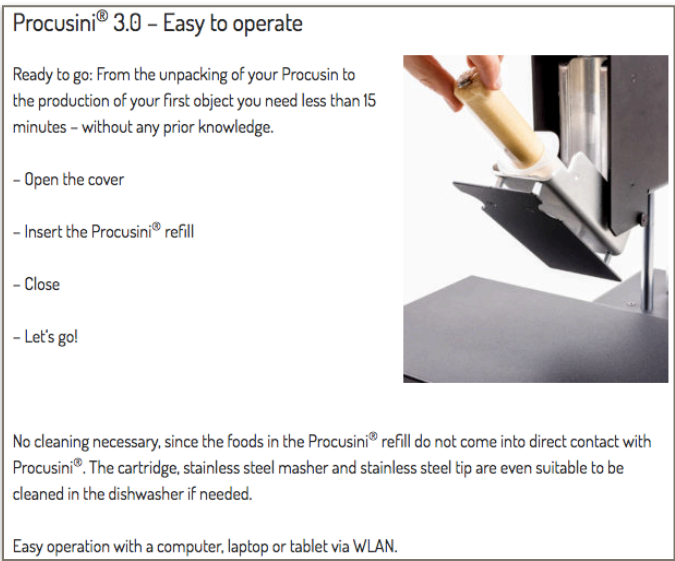 Procusini® 3.0 – Easy to operate
Ready to go: From the unpacking of your Procusin to
the production of your first object you need less than 15
minutes – without any prior knowledge.
– Open the cover
– Insert the Procusini® refill
– Close
– Let's go!
No cleaning necessary, since the foods in the Procusini® refill do not come into direct contact with
Procusini®. The cartridge, stainless steel masher and stainless steel tip are even suitable to be
cleaned in the dishwasher if needed.
Easy operation with a computer, laptop or tablet via WLAN.